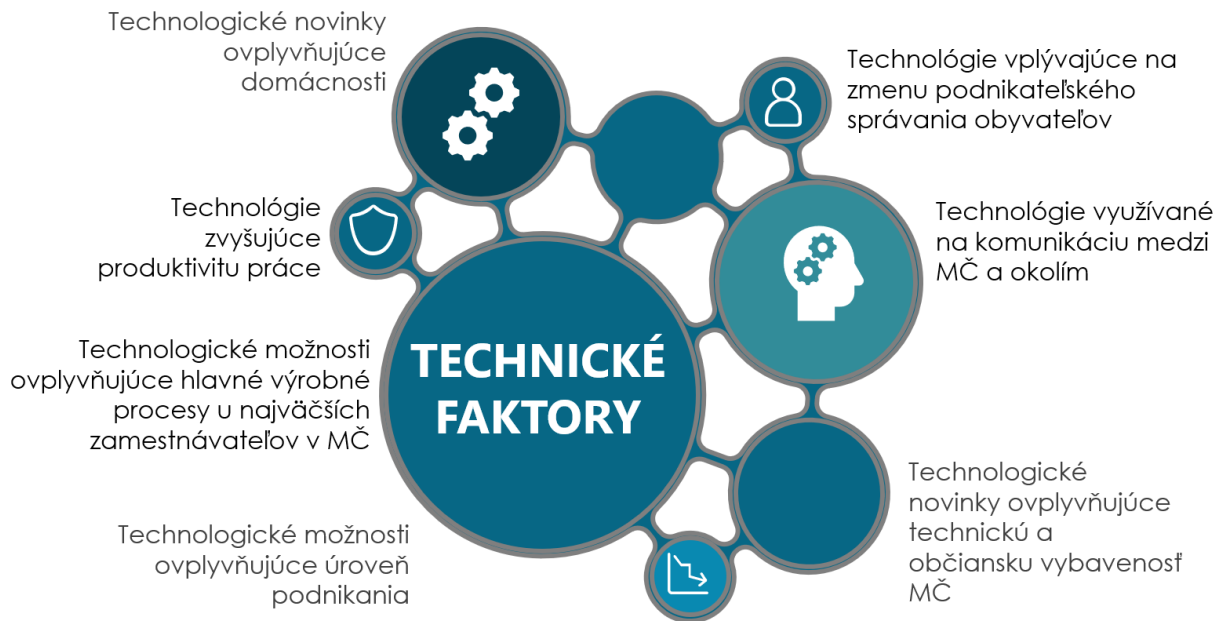 Technologické novinky
ovplyvňujúce
domácnosti
Technológie vplývajúce na
zmenu podnikateľského
správania obyvateľov
Technológie
zvyšujúce
produktivitu práce
Technológie využívané
na komunikáciu medzi
MČ a okolím
Technologické možnosti
ovplyvňujúce hlavné výrobné
procesy u najväčších
zamestnávateľov v MČ
TECHNICKÉ
FAKTORY
Technologické možnosti
ovplyvňujúce úroveň
podnikania
Technologické
novinky ovplyvňujúce
technickú a
občiansku vybavenosť
MČ